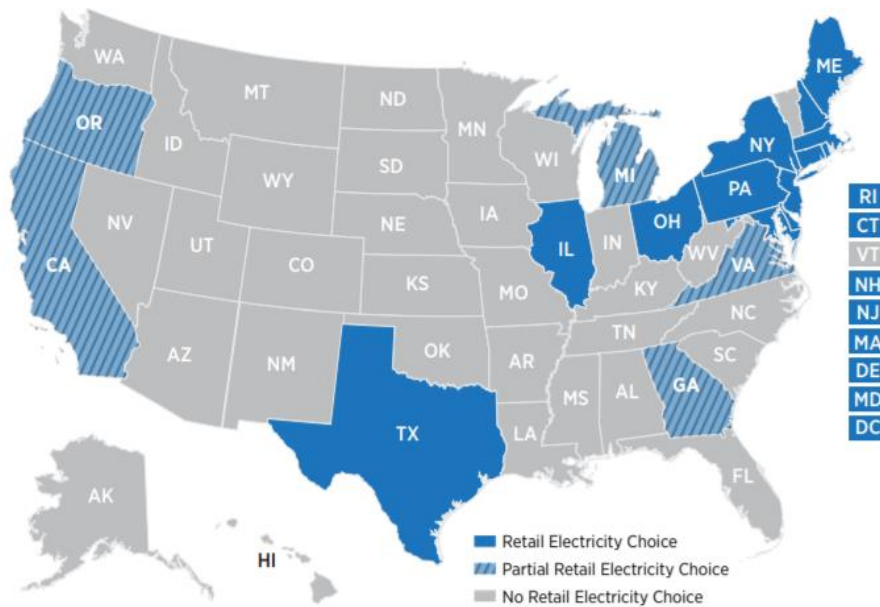 WA
MT
ND
MN
ME
OR
ID
WI
NY
SD
MI
WY
PA
IA
NV
NE
OH
IL
IN
UT
WV
CA
CO
VA
KS
MO
KY
NC
TN
OK
AZ
NM
AR
SC
GA
MS
AL
TX
LA
FL
AK
HI
RI
CT
VT
NH
NJ
MA
DE
MD
DC
Retail Electricity Choice
Partial Retail Electricity Choice
No Retail Electricity Choice